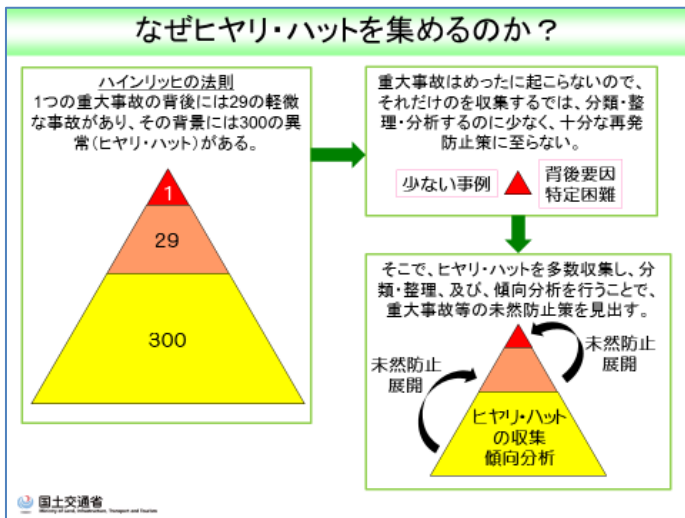 なぜヒヤリ・ハットを集めるのか？
ハインリッヒの法則
1つの重大事故の背後には29の軽微
な事故があり、その背景には300の異
常(ヒヤリ・ハット)がある。
1
29
300
重大事故はめったに起こらないので、
それだけのを収集するでは、分類・整
理・分析するのに少なく、十分な再発
防止策に至らない。
少ない事例
背後要因
特定困難
そこで、ヒヤリ・ハットを多数収集し、分
類・整理、及び、傾向分析を行うことで、
重大事故等の未然防止策を見出す。
未然防止
展開
未然防止
展開
ヒヤリ・ハット
の収集
傾向分析
国土交通省
Ministry of Land, Infrastructure, Transport and Tourism